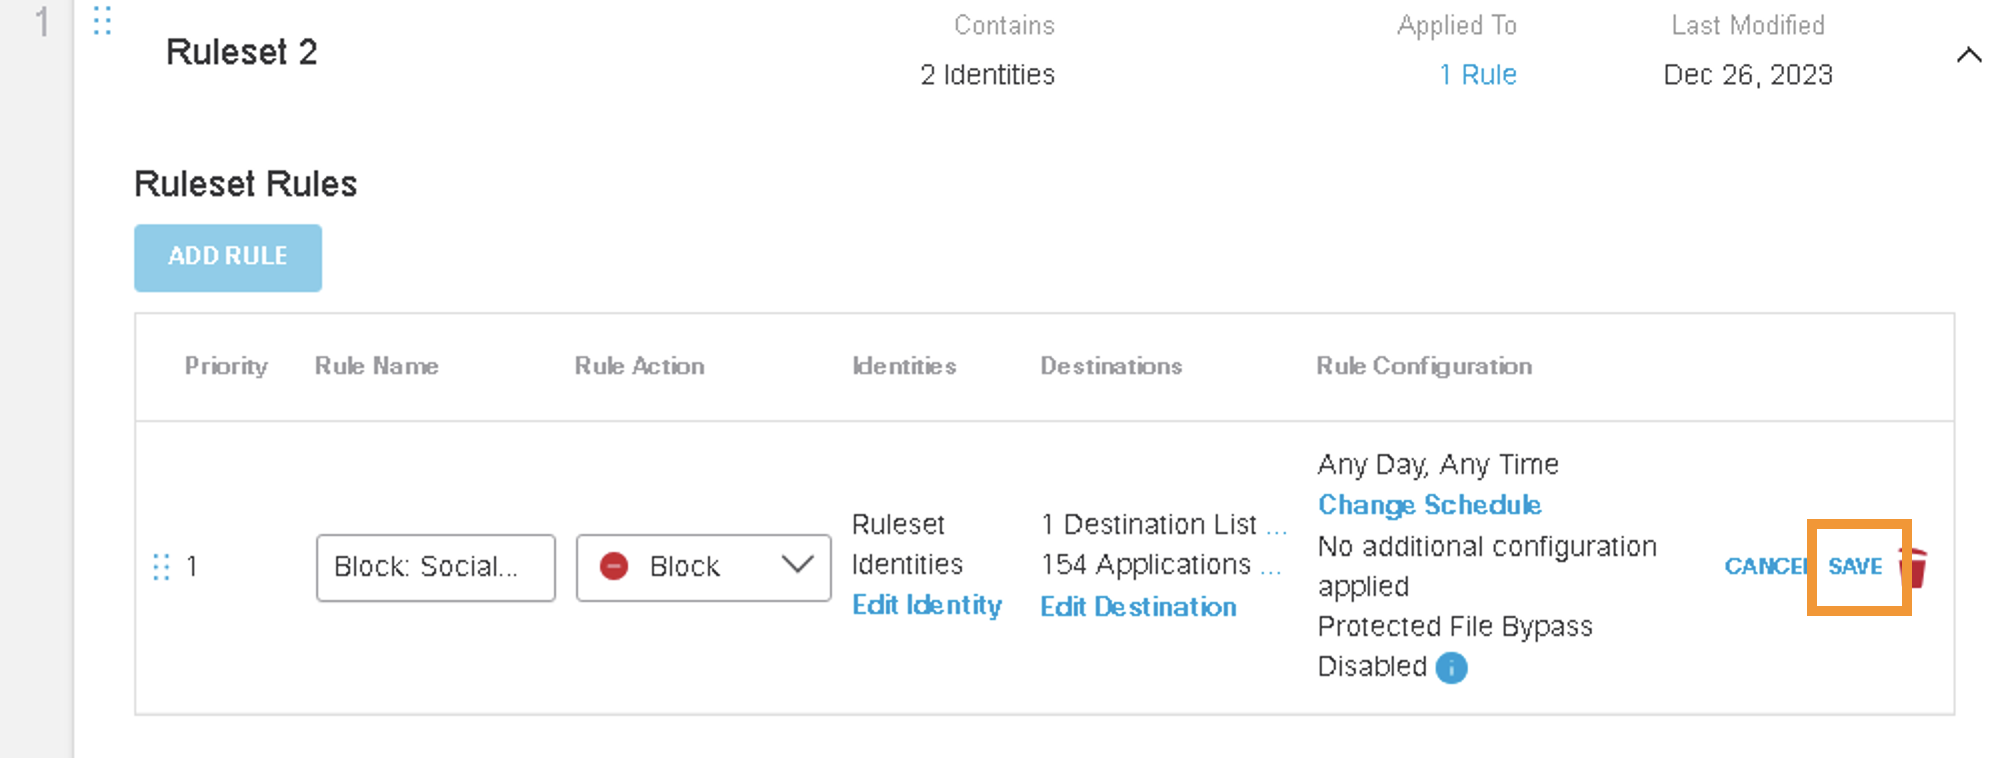 1
Ruleset 2
Contains
2 Identities
Applied To
1 Rule
Last Modified
Dec 26, 2023
Ruleset Rules
ADD RULE
Priority Rule Name Rule Action Identities Destinations Rule Configuration
1
Block: Social...
Block
Ruleset
Identities
Edit Identity
1 Destination List ...
154 Applications ...
Edit Destination
Any Day, Any Time
Change Schedule
No additional configuration
applied
Protected File Bypass
Disabled
CANCEL SAVE